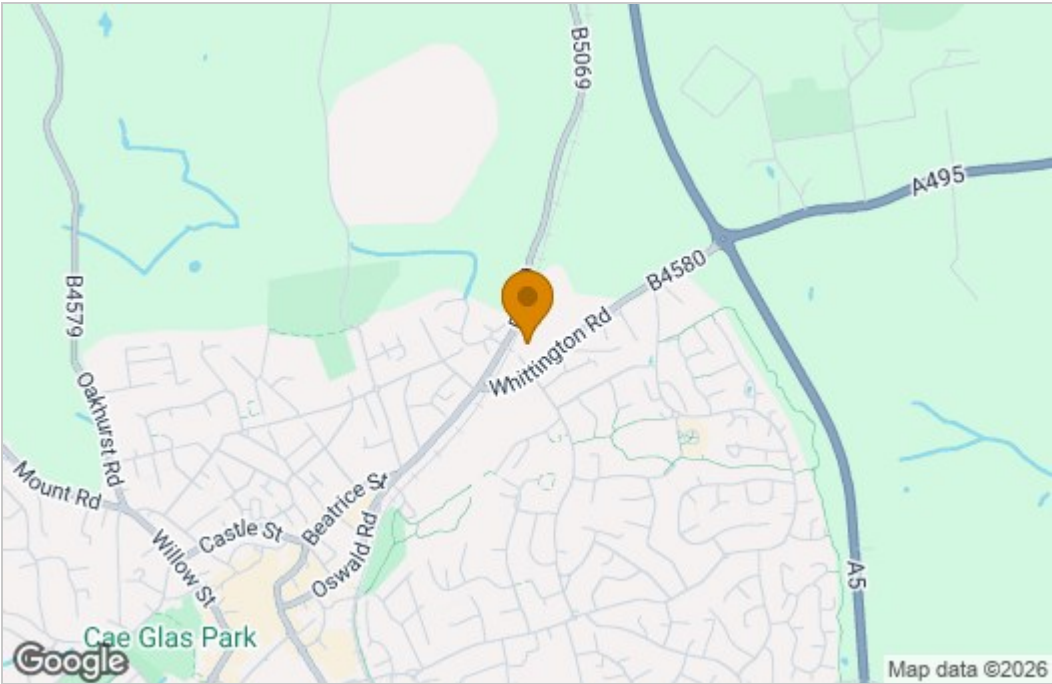 B5069
A495
B4580
B4579
Whittington Rd
Oakhurst Rd
Mount Rd
Beatrice St
Castle St
Willow St
Oswald Rd
A5
Cae Glas Park
Google
Map data ©2026